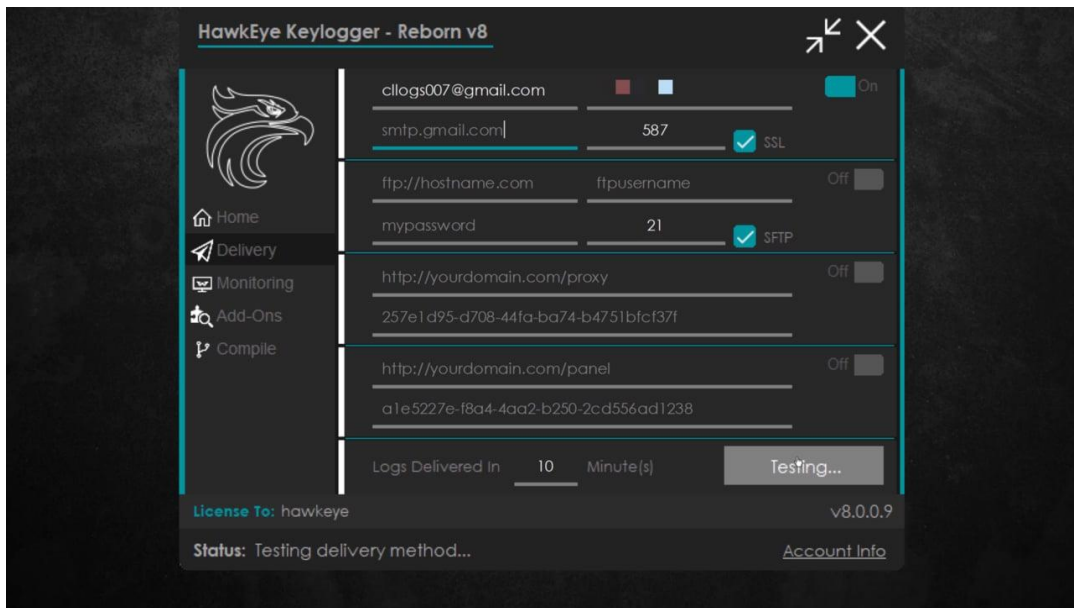 HawkEye Keylogger - Reborn v8
cllogs007@gmail.com
On
smtp.gmail.com
587
SSL
ftp://hostname.com
ftpusername
Off
mypassword
21
SFTP
Home
Delivery
Monitoring
Add-Ons
Compile
http://yourdomain.com/proxy
Off
257e1d95-d708-44fa-ba74-b4751bfcf37f
http://yourdomain.com/panel
Off
a1e5227e-f8a4-4aa2-b250-2cd556ad1238
Logs Delivered In 10 Minute(s)
Testing...
License To: hawkeye
v8.0.0.9
Status: Testing delivery method...
Account Info